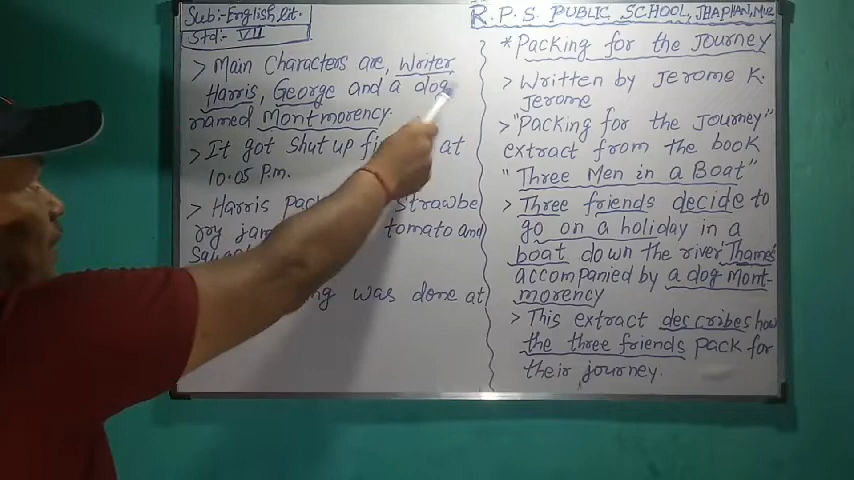 Sub:- English lit.
Std:- VII
R. P. S. PUBLIC SCHOOL, JHAPHAN, Muz
> Main Characters are, Writer
Harris, George and a dog
named Montmorency.
> It got shut up at
10.05 P.m.
> Harris Strawbe
rry jam tomato and
was done at
* Packing for the Journey
> Written by Jerome K.
Jerome
> "Packing for the Journey"
extract from the book
"Three Men in a Boat"
> Three friends decide to
go on a holiday in a
boat down the river Thames
accompanied by a dog Mont-
morency
> This extract describes how
the three friends pack for
their journey.